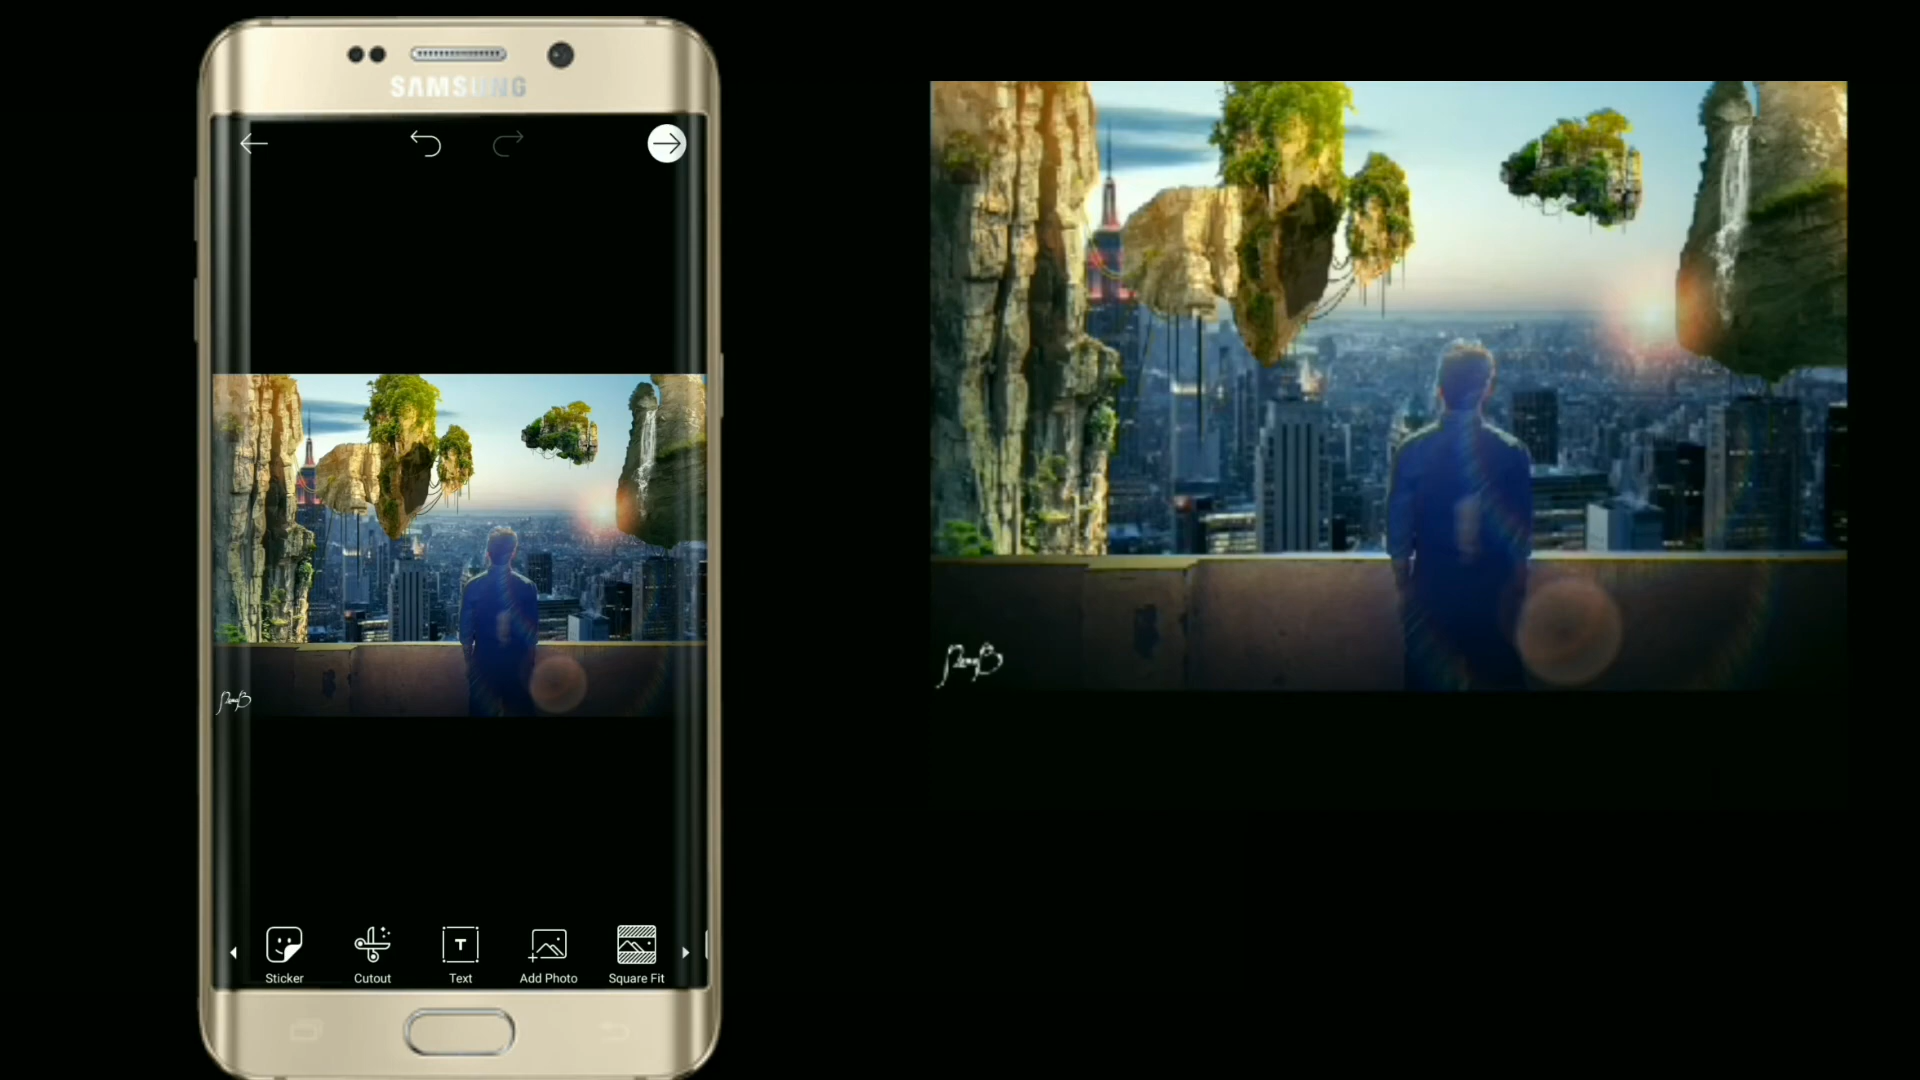 SAMSUNG
Sticker
Cutout
T
Text
Add Photo
Square Fit